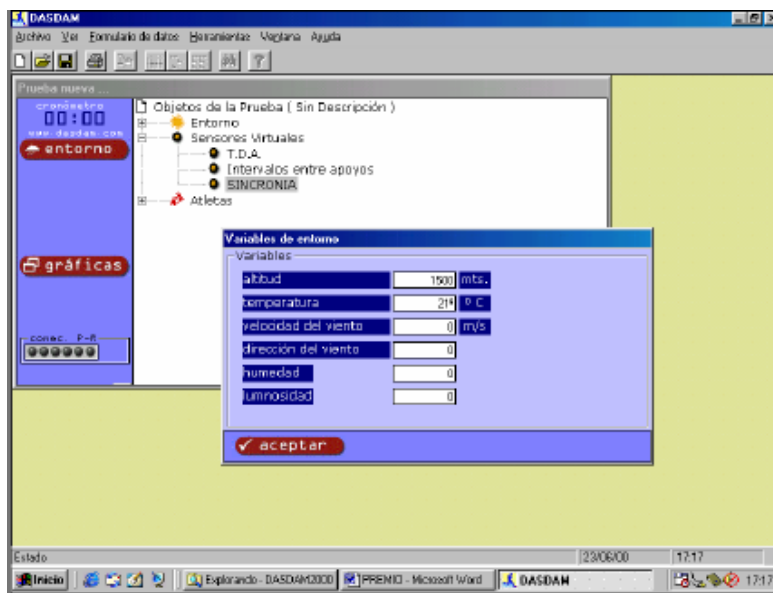 DASDAM
Archivo Ver Formulario de datos Herramientas Ventana Ayuda
Prueba nueva ...
cronómetro
00:00
www.dasdam.com
entorno
gráficas
conec. P-A
Objetos de la Prueba ( Sin Descripción )
Entorno
Sensores Virtuales
T.D.A.
Intervalos entre apoyos
SINCRONIA
Atletas
Variables de entorno
Variables
altitud 1500 mts.
temperatura 21ª º C
velocidad del viento 0 m/s
dirección del viento 0
humedad 0
lumnosidad 0
aceptar
Estado 23/06/00 17:17
Inicio Explorando - DASDAM2000 PREMIO - Microsoft Word DASDAM 17:17